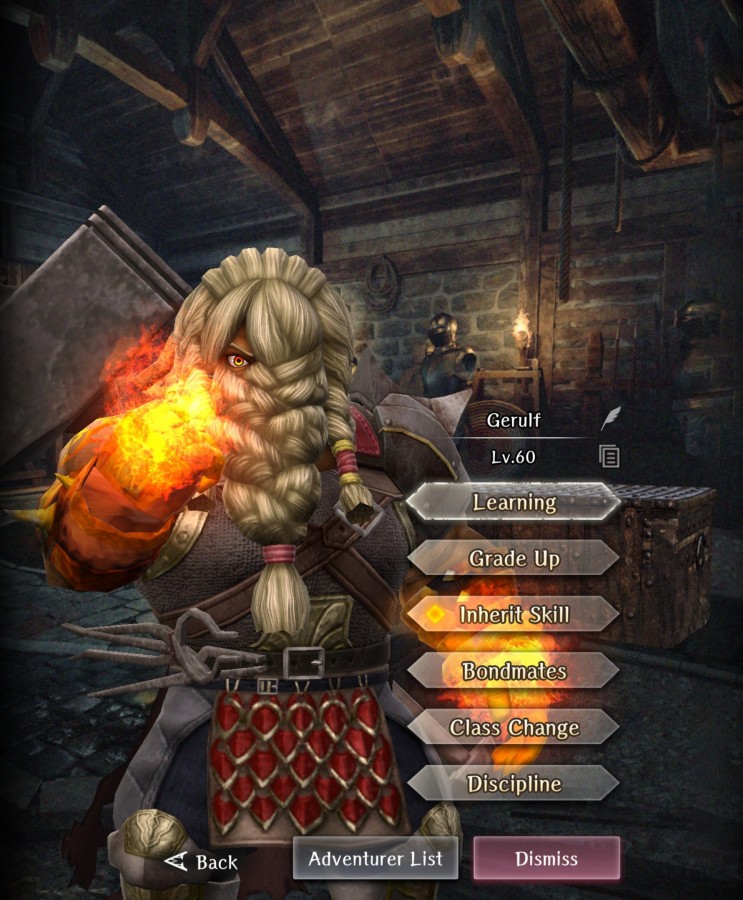 Gerulf
Lv.60
Learning
Grade Up
Inherit Skill
Bondmates
Class Change
Discipline
Back
Adventurer List
Dismiss